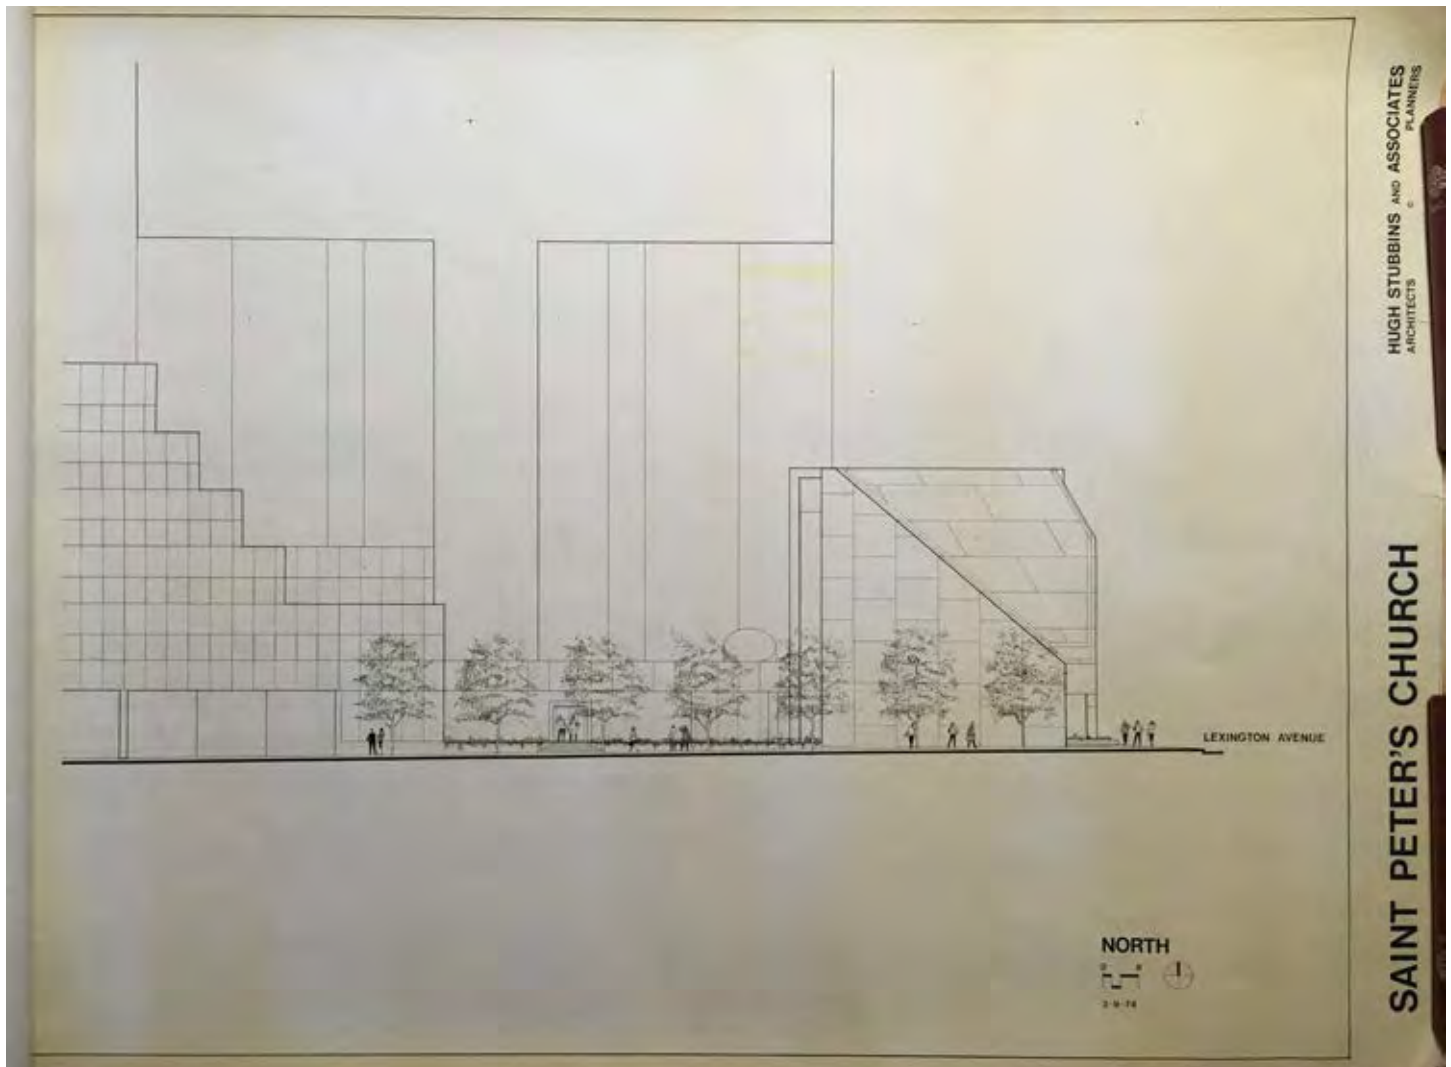 HUGH STUBBINS AND ASSOCIATES
ARCHITECTS © PLANNERS
SAINT PETER'S CHURCH
LEXINGTON AVENUE
NORTH